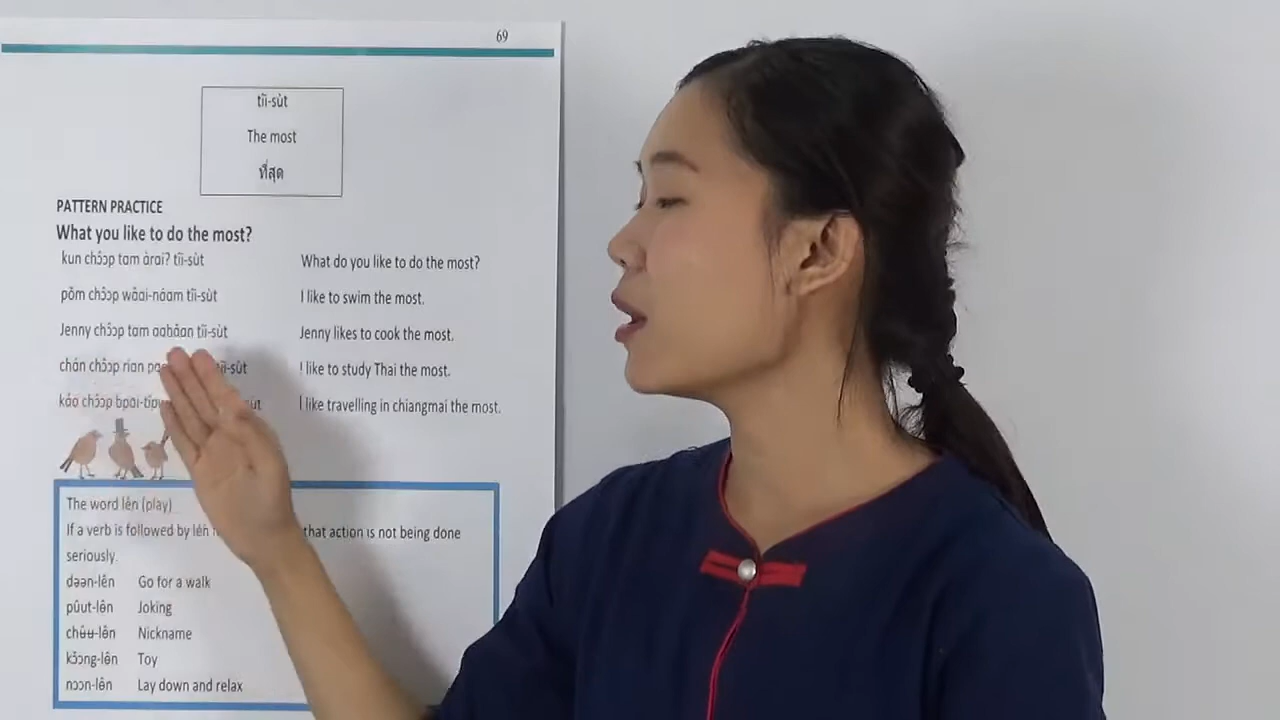 69
tîi-sùt
The most
ที่สุด
PATTERN PRACTICE
What you like to do the most?
kun chɔ̂ɔp tam àrai? tîi-sùt What do you like to do the most?
pǒm chɔ̂ɔp wâai-náam tîi-sùt I like to swim the most.
Jenny chɔ̂ɔp tam aahǎan tîi-sùt Jenny likes to cook the most.
chán chɔ̂ɔp rian I like to study Thai the most.
káo chɔ̂ɔp I like travelling in chiangmai the most.
The word lên (play)
If a verb is followed by lên that action is not being done
seriously.
dəən-lên Go for a walk
pûut-lên Joking
chʉ̂ʉ-lên Nickname
kɔ̌ɔng-lên Toy
nɔɔn-lên Lay down and relax